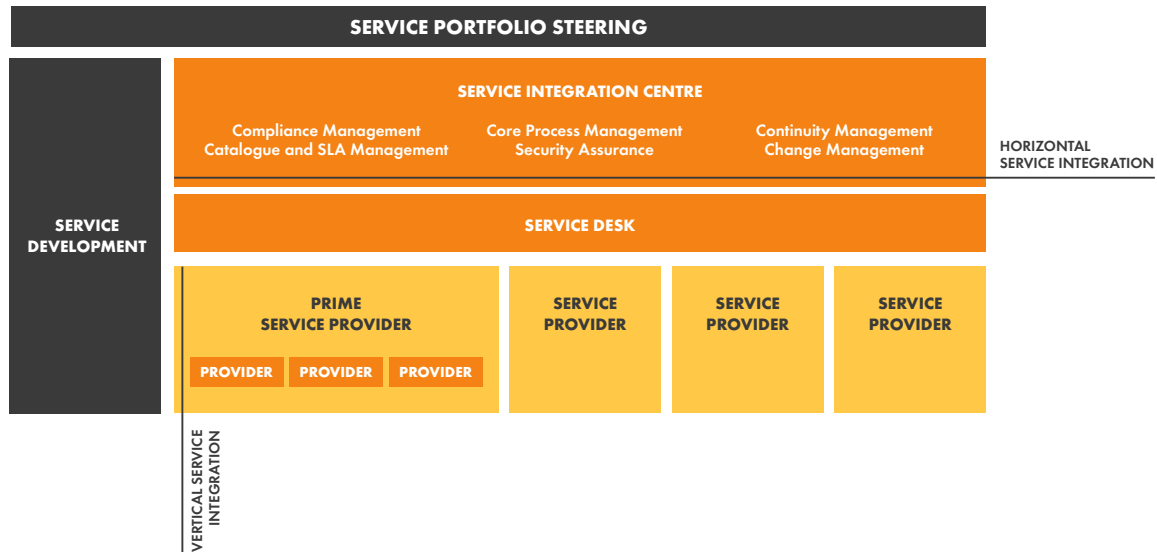 SERVICE PORTFOLIO STEERING
SERVICE
DEVELOPMENT
SERVICE INTEGRATION CENTRE
Compliance Management
Catalogue and SLA Management
Core Process Management
Security Assurance
Continuity Management
Change Management
HORIZONTAL
SERVICE INTEGRATION
SERVICE DESK
PRIME
SERVICE PROVIDER
PROVIDER
PROVIDER
PROVIDER
SERVICE
PROVIDER
SERVICE
PROVIDER
SERVICE
PROVIDER
VERTICAL SERVICE
INTEGRATION